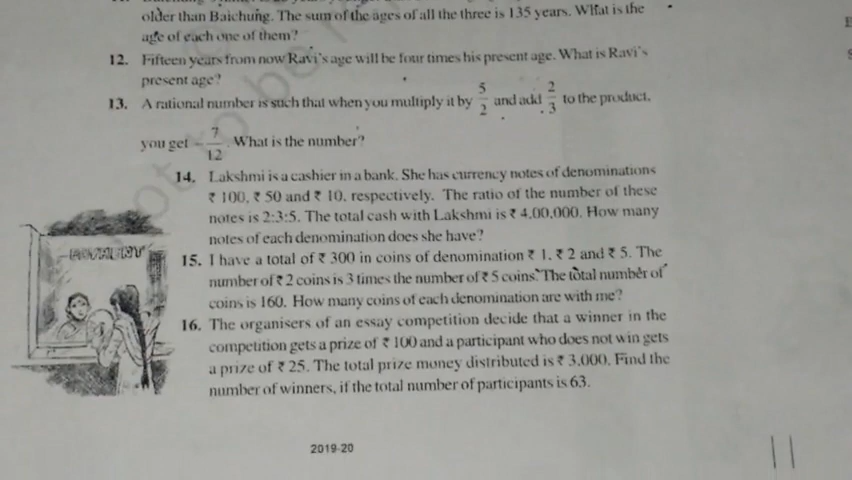 older than Baichung. The sum of the ages of all the three is 135 years. What is the
age of each one of them?
12. Fifteen years from now Ravi's age will be four times his present age. What is Ravi's
present age?
13. A rational number is such that when you multiply it by 5/2 and add 2/3 to the product,
you get -7/12. What is the number?
14. Lakshmi is a cashier in a bank. She has currency notes of denominations
₹ 100, ₹ 50 and ₹ 10, respectively. The ratio of the number of these
notes is 2:3:5. The total cash with Lakshmi is ₹ 4,00,000. How many
notes of each denomination does she have?
15. I have a total of ₹ 300 in coins of denomination ₹ 1, ₹ 2 and ₹ 5. The
number of ₹ 2 coins is 3 times the number of ₹ 5 coins. The total number of
coins is 160. How many coins of each denomination are with me?
16. The organisers of an essay competition decide that a winner in the
competition gets a prize of ₹ 100 and a participant who does not win gets
a prize of ₹ 25. The total prize money distributed is ₹ 3,000. Find the
number of winners, if the total number of participants is 63.
2019-20